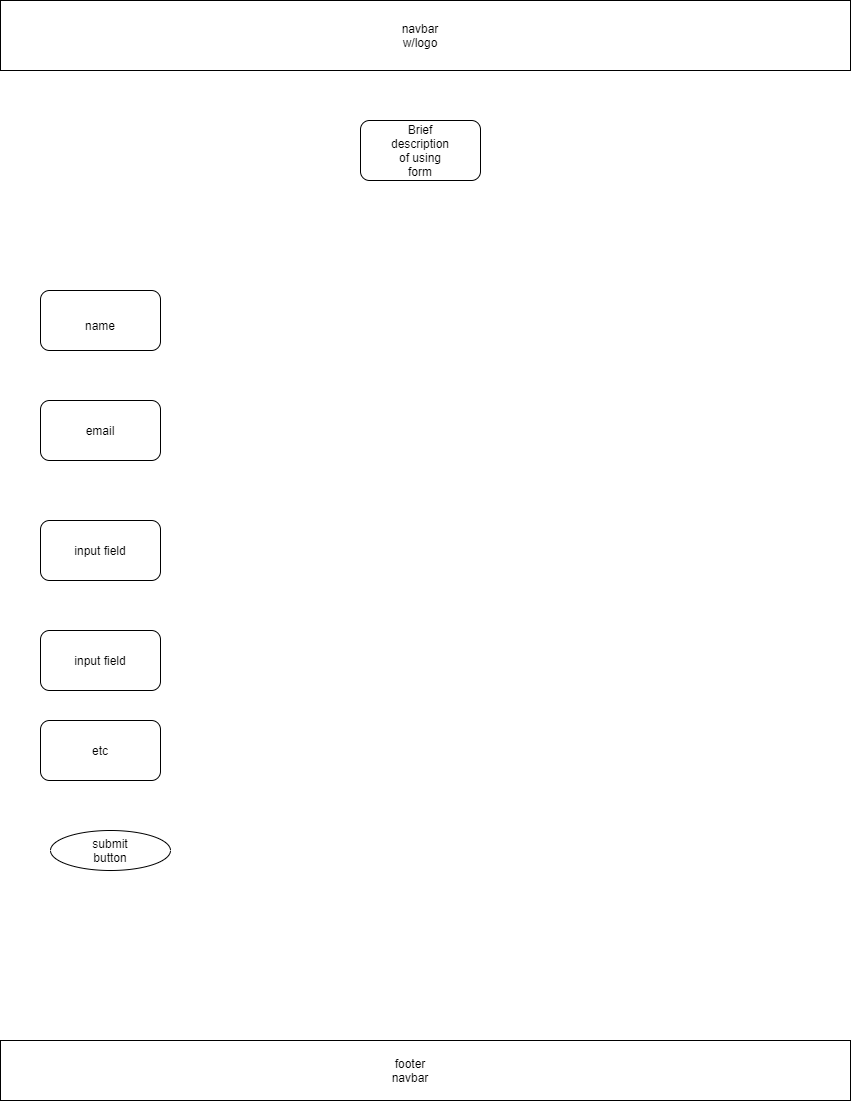 navbar
w/logo
Brief
description
of using
form
name
email
input field
input field
etc
submit
button
footer
navbar